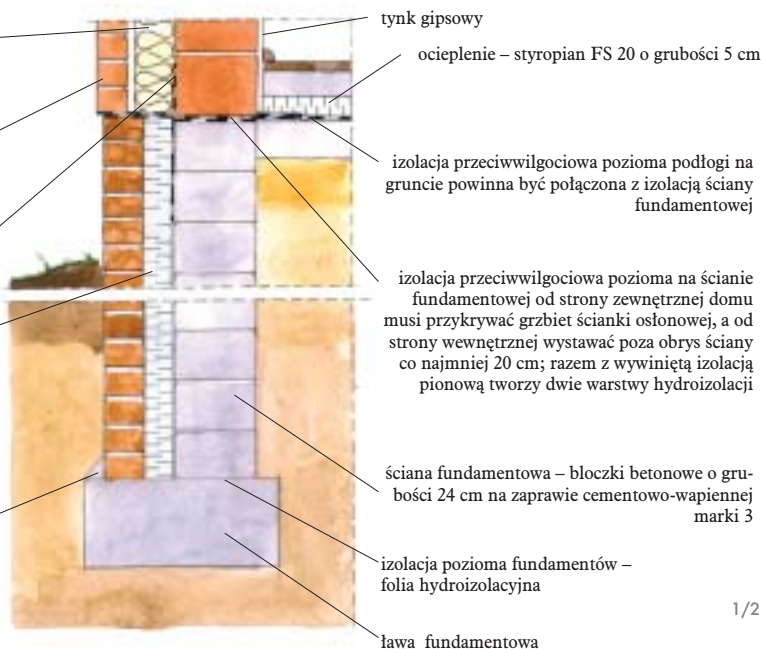 tynk gipsowy
ocieplenie – styropian FS 20 o grubości 5 cm
izolacja przeciwwilgociowa pozioma podłogi na
gruncie powinna być połączona z izolacją ściany
fundamentowej
izolacja przeciwwilgociowa pozioma na ścianie
fundamentowej od strony zewnętrznej domu
musi przykrywać grzbiet ścianki osłonowej, a od
strony wewnętrznej wystawać poza obrys ściany
co najmniej 20 cm; razem z wywiniętą izolacją
pionową tworzy dwie warstwy hydroizolacji
ściana fundamentowa – bloczki betonowe o gru-
bości 24 cm na zaprawie cementowo-wapiennej
marki 3
izolacja pozioma fundamentów –
folia hydroizolacyjna
1/2
ława fundamentowa